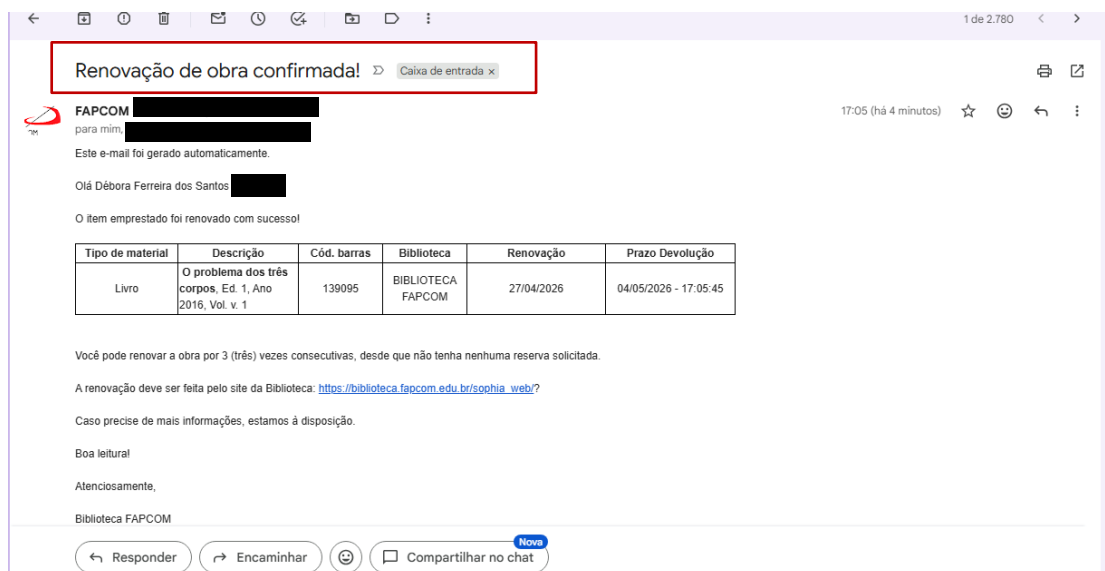 1 de 2.780
Renovação de obra confirmada! Caixa de entrada x
FAPCOM
17:05 (há 4 minutos)
para mim,
Este e-mail foi gerado automaticamente.
Olá Débora Ferreira dos Santos
O item emprestado foi renovado com sucesso!
Tipo de material Descrição Cód. barras Biblioteca Renovação Prazo Devolução
Livro O problema dos três corpos, Ed. 1, Ano 2016, Vol. v. 1 139095 BIBLIOTECA FAPCOM 27/04/2026 04/05/2026 - 17:05:45
Você pode renovar a obra por 3 (três) vezes consecutivas, desde que não tenha nenhuma reserva solicitada.
A renovação deve ser feita pelo site da Biblioteca: https://biblioteca.fapcom.edu.br/sophia_web/?
Caso precise de mais informações, estamos à disposição.
Boa leitura!
Atenciosamente,
Biblioteca FAPCOM
Responder
Encaminhar
Compartilhar no chat
Nova